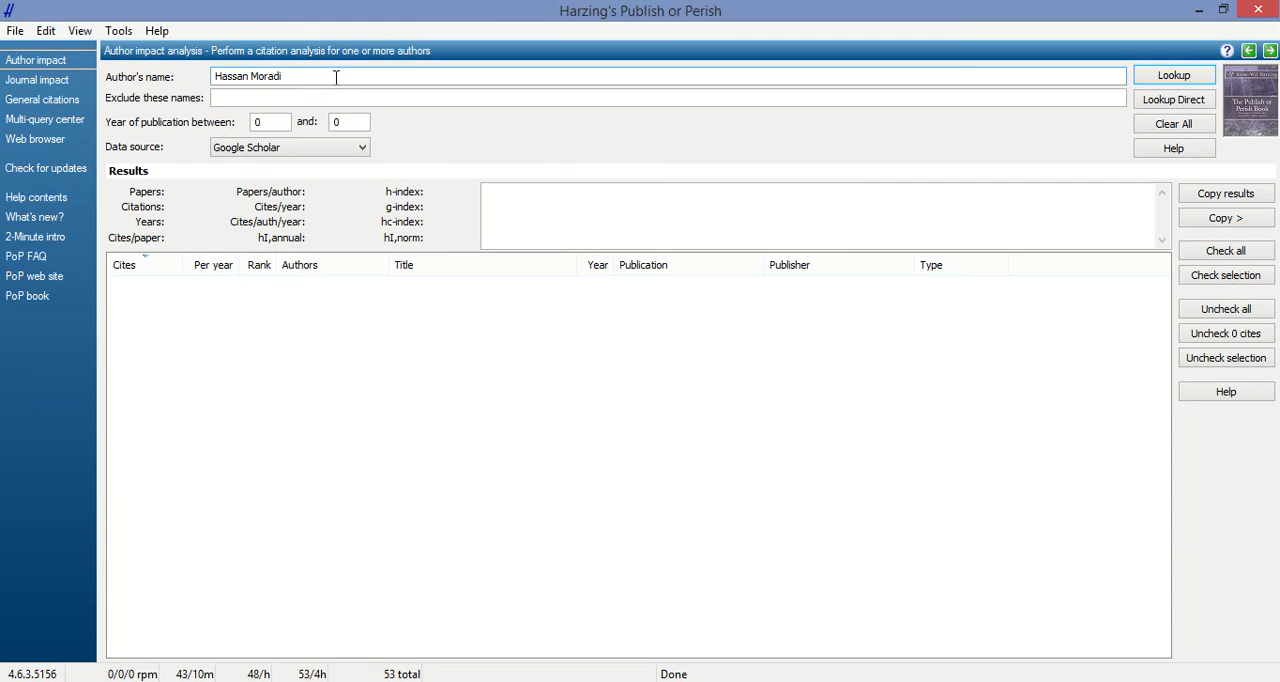 Harzing's Publish or Perish
File Edit View Tools Help
Author impact
Journal impact
General citations
Multi-query center
Web browser
Check for updates
Help contents
What's new?
2-Minute intro
PoP FAQ
PoP web site
PoP book
Author impact analysis - Perform a citation analysis for one or more authors
Author's name: Hassan Moradi Lookup
Exclude these names: Lookup Direct
Year of publication between: 0 and: 0 Clear All
Data source: Google Scholar Help
The Publish or
Perish Book
Results
Papers: Papers/author: h-index: Copy results
Citations: Cites/year: g-index:
Years: Cites/auth/year: hc-index: Copy >
Cites/paper: hI,annual: hI,norm:
Check all
Cites Per year Rank Authors Title Year Publication Publisher Type
Check selection
Uncheck all
Uncheck 0 cites
Uncheck selection
Help
4.6.3.5156 0/0/0 rpm 43/10m 48/h 53/4h 53 total Done